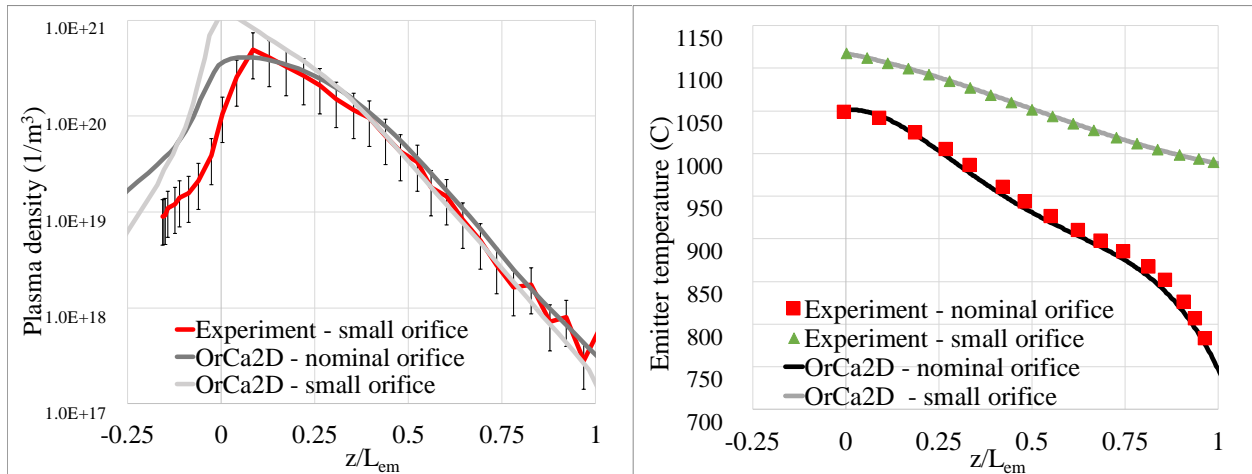 1.0E+21
1.0E+20
1.0E+19
1.0E+18
1.0E+17
Plasma density (1/m³)
Experiment - small orifice
OrCa2D - nominal orifice
OrCa2D - small orifice
-0.25 0 0.25 0.5 0.75 1
z/Lem
1150
1100
1050
1000
950
900
850
800
750
700
Emitter temperature (C)
Experiment - nominal orifice
Experiment - small orifice
OrCa2D - nominal orifice
OrCa2D - small orifice
-0.25 0 0.25 0.5 0.75 1
z/Lem